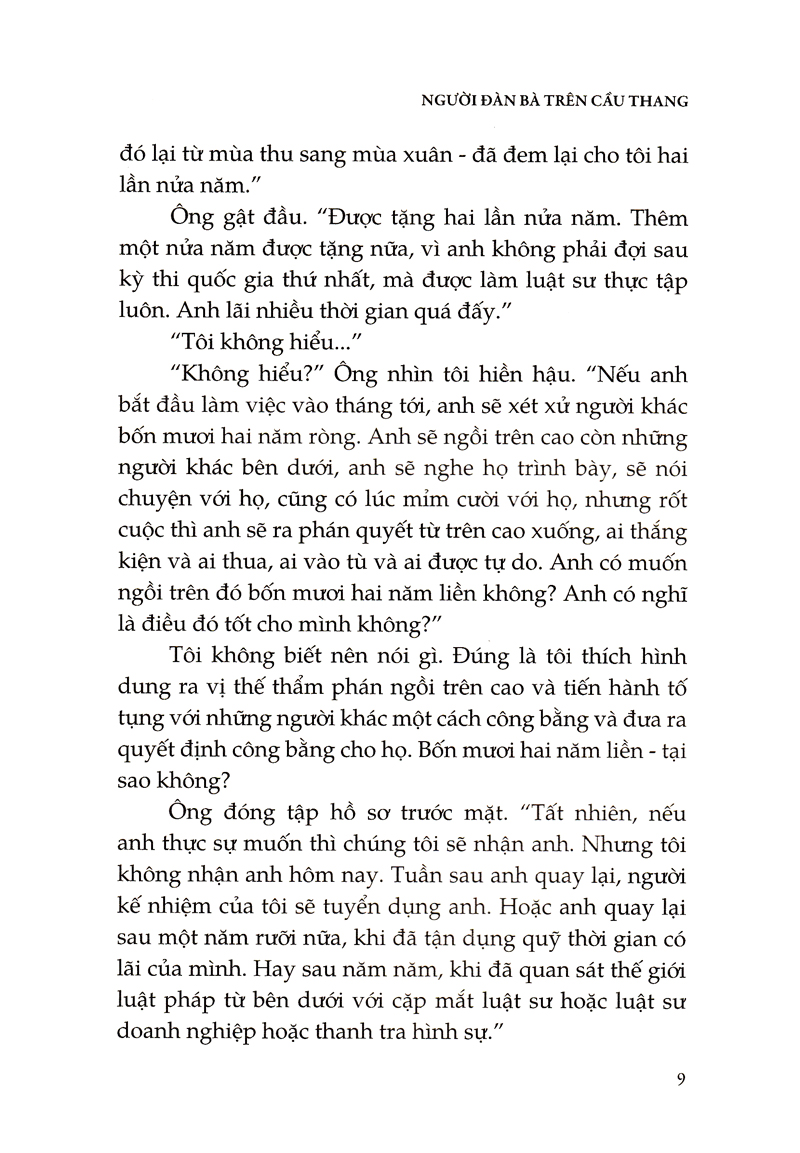 NGƯỜI ĐÀN BÀ TRÊN CẦU THANG
đó lại từ mùa thu sang mùa xuân - đã đem lại cho tôi hai
lần nửa năm.”
Ông gật đầu. “Được tặng hai lần nửa năm. Thêm
một nửa năm được tặng nữa, vì anh không phải đợi sau
kỳ thi quốc gia thứ nhất, mà được làm luật sư thực tập
luôn. Anh lãi nhiều thời gian quá đấy.”
“Tôi không hiểu...”
“Không hiểu?” Ông nhìn tôi hiền hậu. “Nếu anh
bắt đầu làm việc vào tháng tới, anh sẽ xét xử người khác
bốn mươi hai năm ròng. Anh sẽ ngồi trên cao còn những
người khác bên dưới, anh sẽ nghe họ trình bày, sẽ nói
chuyện với họ, cũng có lúc mỉm cười với họ, nhưng rốt
cuộc thì anh sẽ ra phán quyết từ trên cao xuống, ai thắng
kiện và ai thua, ai vào tù và ai được tự do. Anh có muốn
ngồi trên đó bốn mươi hai năm liền không? Anh có nghĩ
là điều đó tốt cho mình không?”
Tôi không biết nên nói gì. Đúng là tôi thích hình
dung ra vị thế thẩm phán ngồi trên cao và tiến hành tố
tụng với những người khác một cách công bằng và đưa ra
quyết định công bằng cho họ. Bốn mươi hai năm liền - tại
sao không?
Ông đóng tập hồ sơ trước mặt. “Tất nhiên, nếu
anh thực sự muốn thì chúng tôi sẽ nhận anh. Nhưng tôi
không nhận anh hôm nay. Tuần sau anh quay lại, người
kế nhiệm của tôi sẽ tuyển dụng anh. Hoặc anh quay lại
sau một năm rưỡi nữa, khi đã tận dụng quỹ thời gian có
lãi của mình. Hay sau năm năm, khi đã quan sát thế giới
luật pháp từ bên dưới với cặp mắt luật sư hoặc luật sư
doanh nghiệp hoặc thanh tra hình sự.”
9